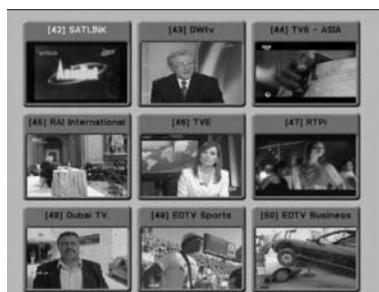 [42] SATLINK
[43] DWtv
[44] TV5 - ASIA
[45] RAI International
[46] TVE
[47] RTPi
[48] Dubai TV.
[49] EDTV Sports
[50] EDTV Business